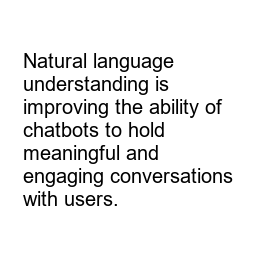 Natural language
understanding is
improving the ability of
chatbots to hold
meaningful and
engaging conversations
with users.